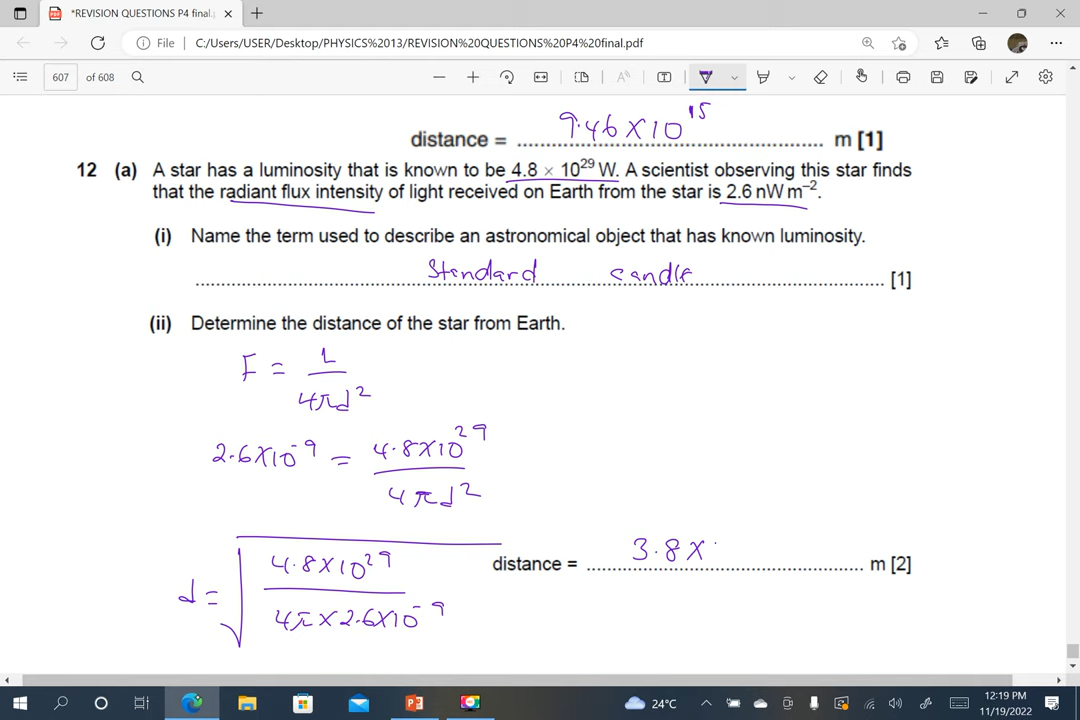 *REVISION QUESTIONS P4 final.
File
C:/Users/USER/Desktop/PHYSICS%2013/REVISION%20QUESTIONS%20P4%20final.pdf
607 of 608
distance = 9.46 × 10^15 m [1]
12 (a) A star has a luminosity that is known to be 4.8 × 10^29 W. A scientist observing this star finds
that the radiant flux intensity of light received on Earth from the star is 2.6 nW m^−2.
(i) Name the term used to describe an astronomical object that has known luminosity.
Standard candle [1]
(ii) Determine the distance of the star from Earth.
F = L / 4πd^2
2.6×10^-9 = 4.8×10^29 / 4πd^2
distance = 3.8 × m [2]
d = √(4.8×10^29 / 4π×2.6×10^-9)
24°C
12:19 PM
11/19/2022